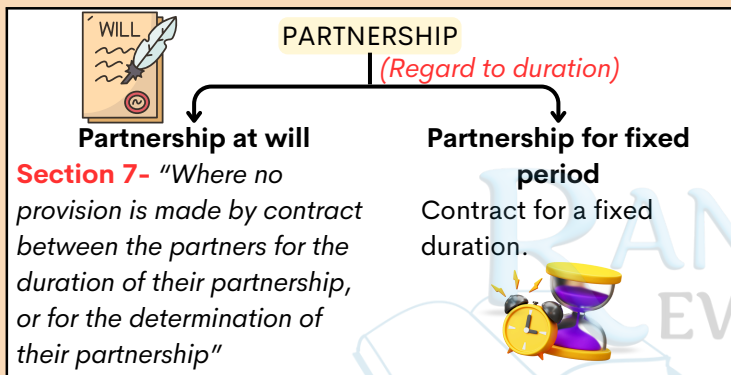 WILL
PARTNERSHIP
(Regard to duration)
Partnership at will
Section 7- “Where no
provision is made by contract
between the partners for the
duration of their partnership,
or for the determination of
their partnership”
Partnership for fixed
period
Contract for a fixed
duration.
RAN
EV